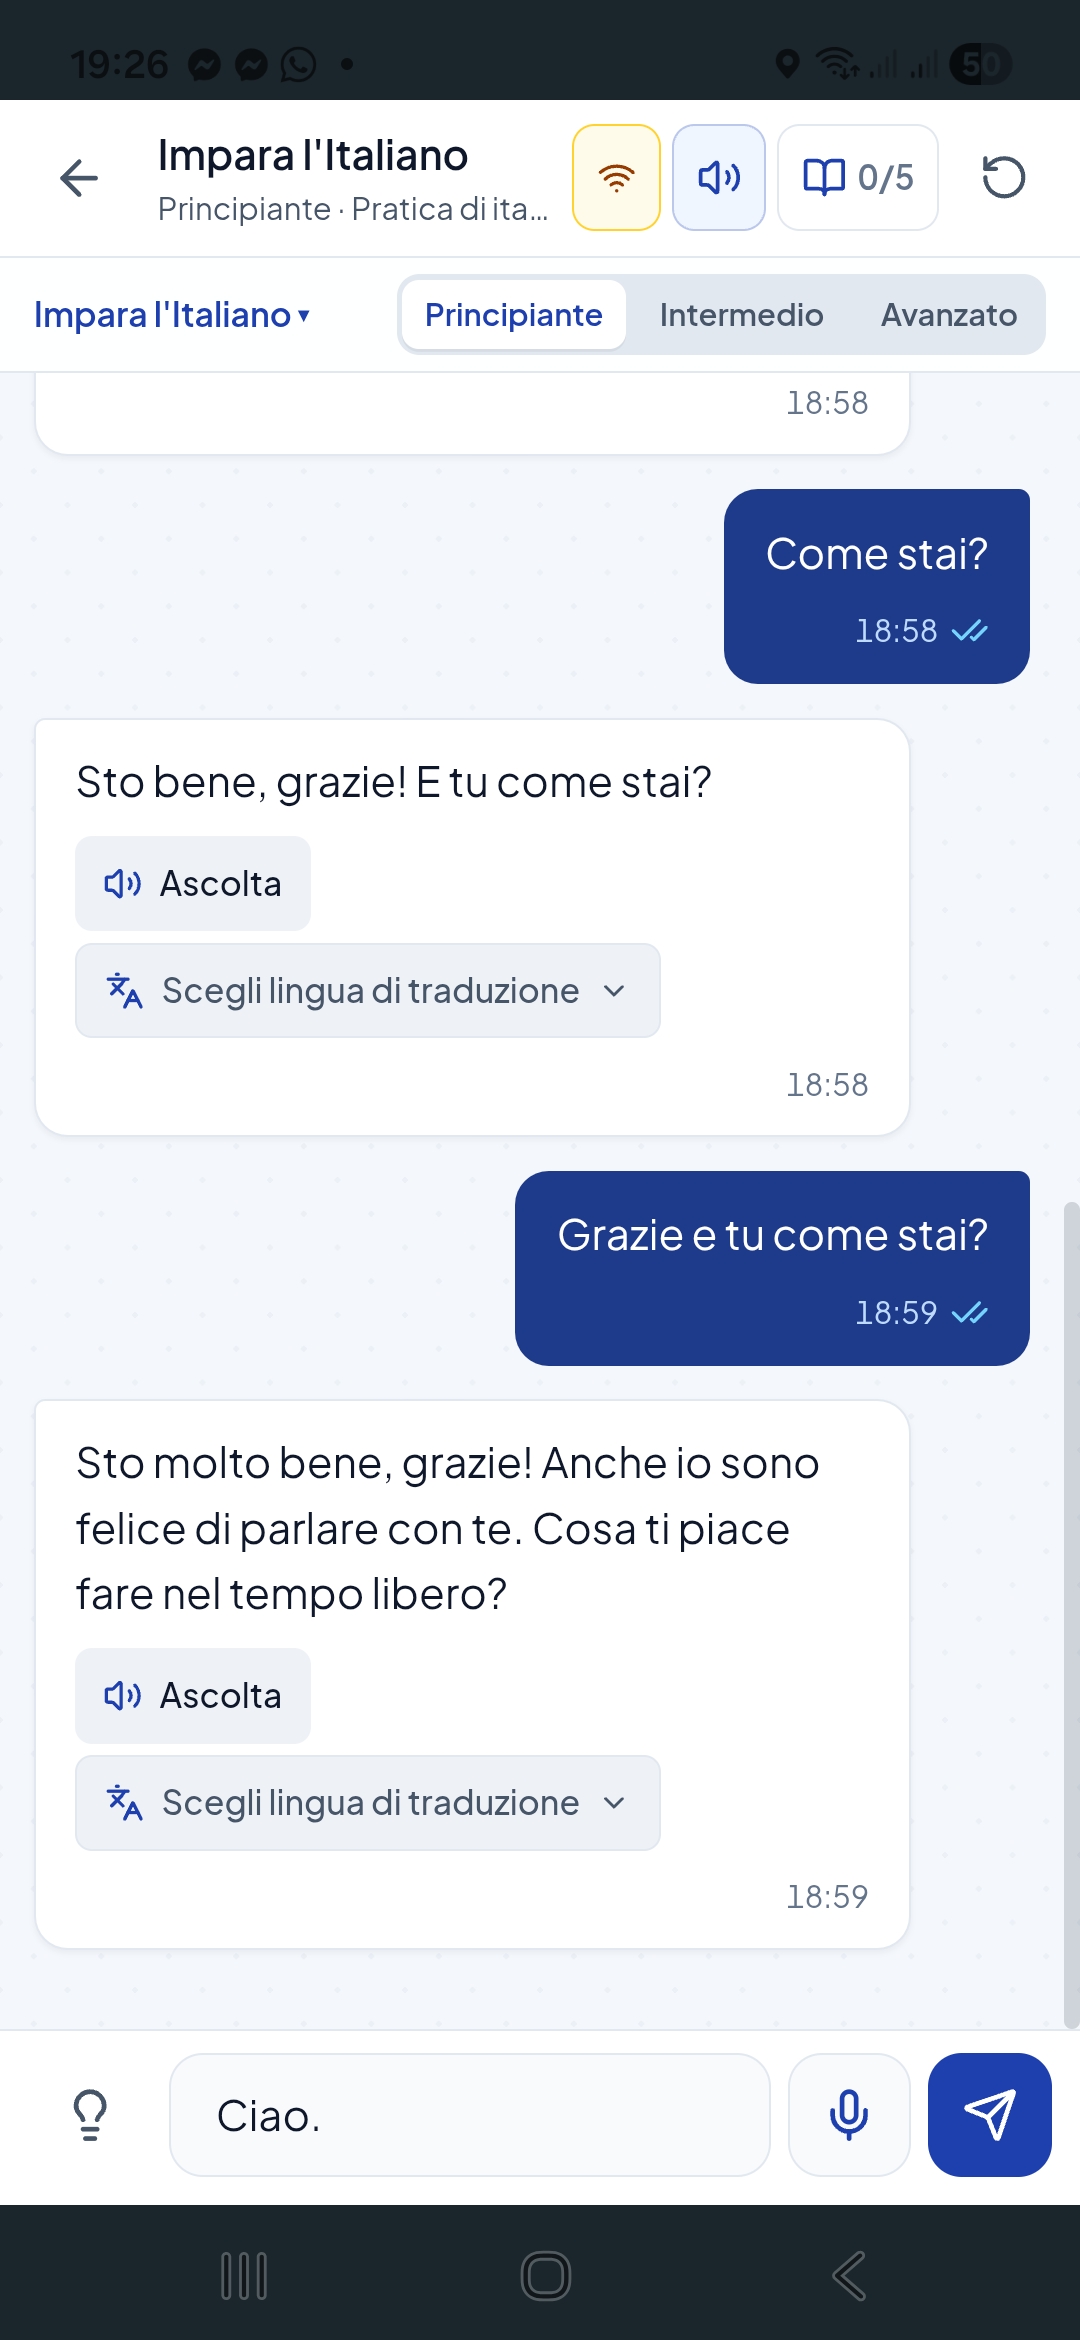 19:26
50
Impara l'Italiano
Principiante · Pratica di ita...
0/5
Impara l'Italiano ▾
Principiante
Intermedio
Avanzato
18:58
Come stai?
18:58
Sto bene, grazie! E tu come stai?
Ascolta
Scegli lingua di traduzione
18:58
Grazie e tu come stai?
18:59
Sto molto bene, grazie! Anche io sono
felice di parlare con te. Cosa ti piace
fare nel tempo libero?
Ascolta
Scegli lingua di traduzione
18:59
Ciao.